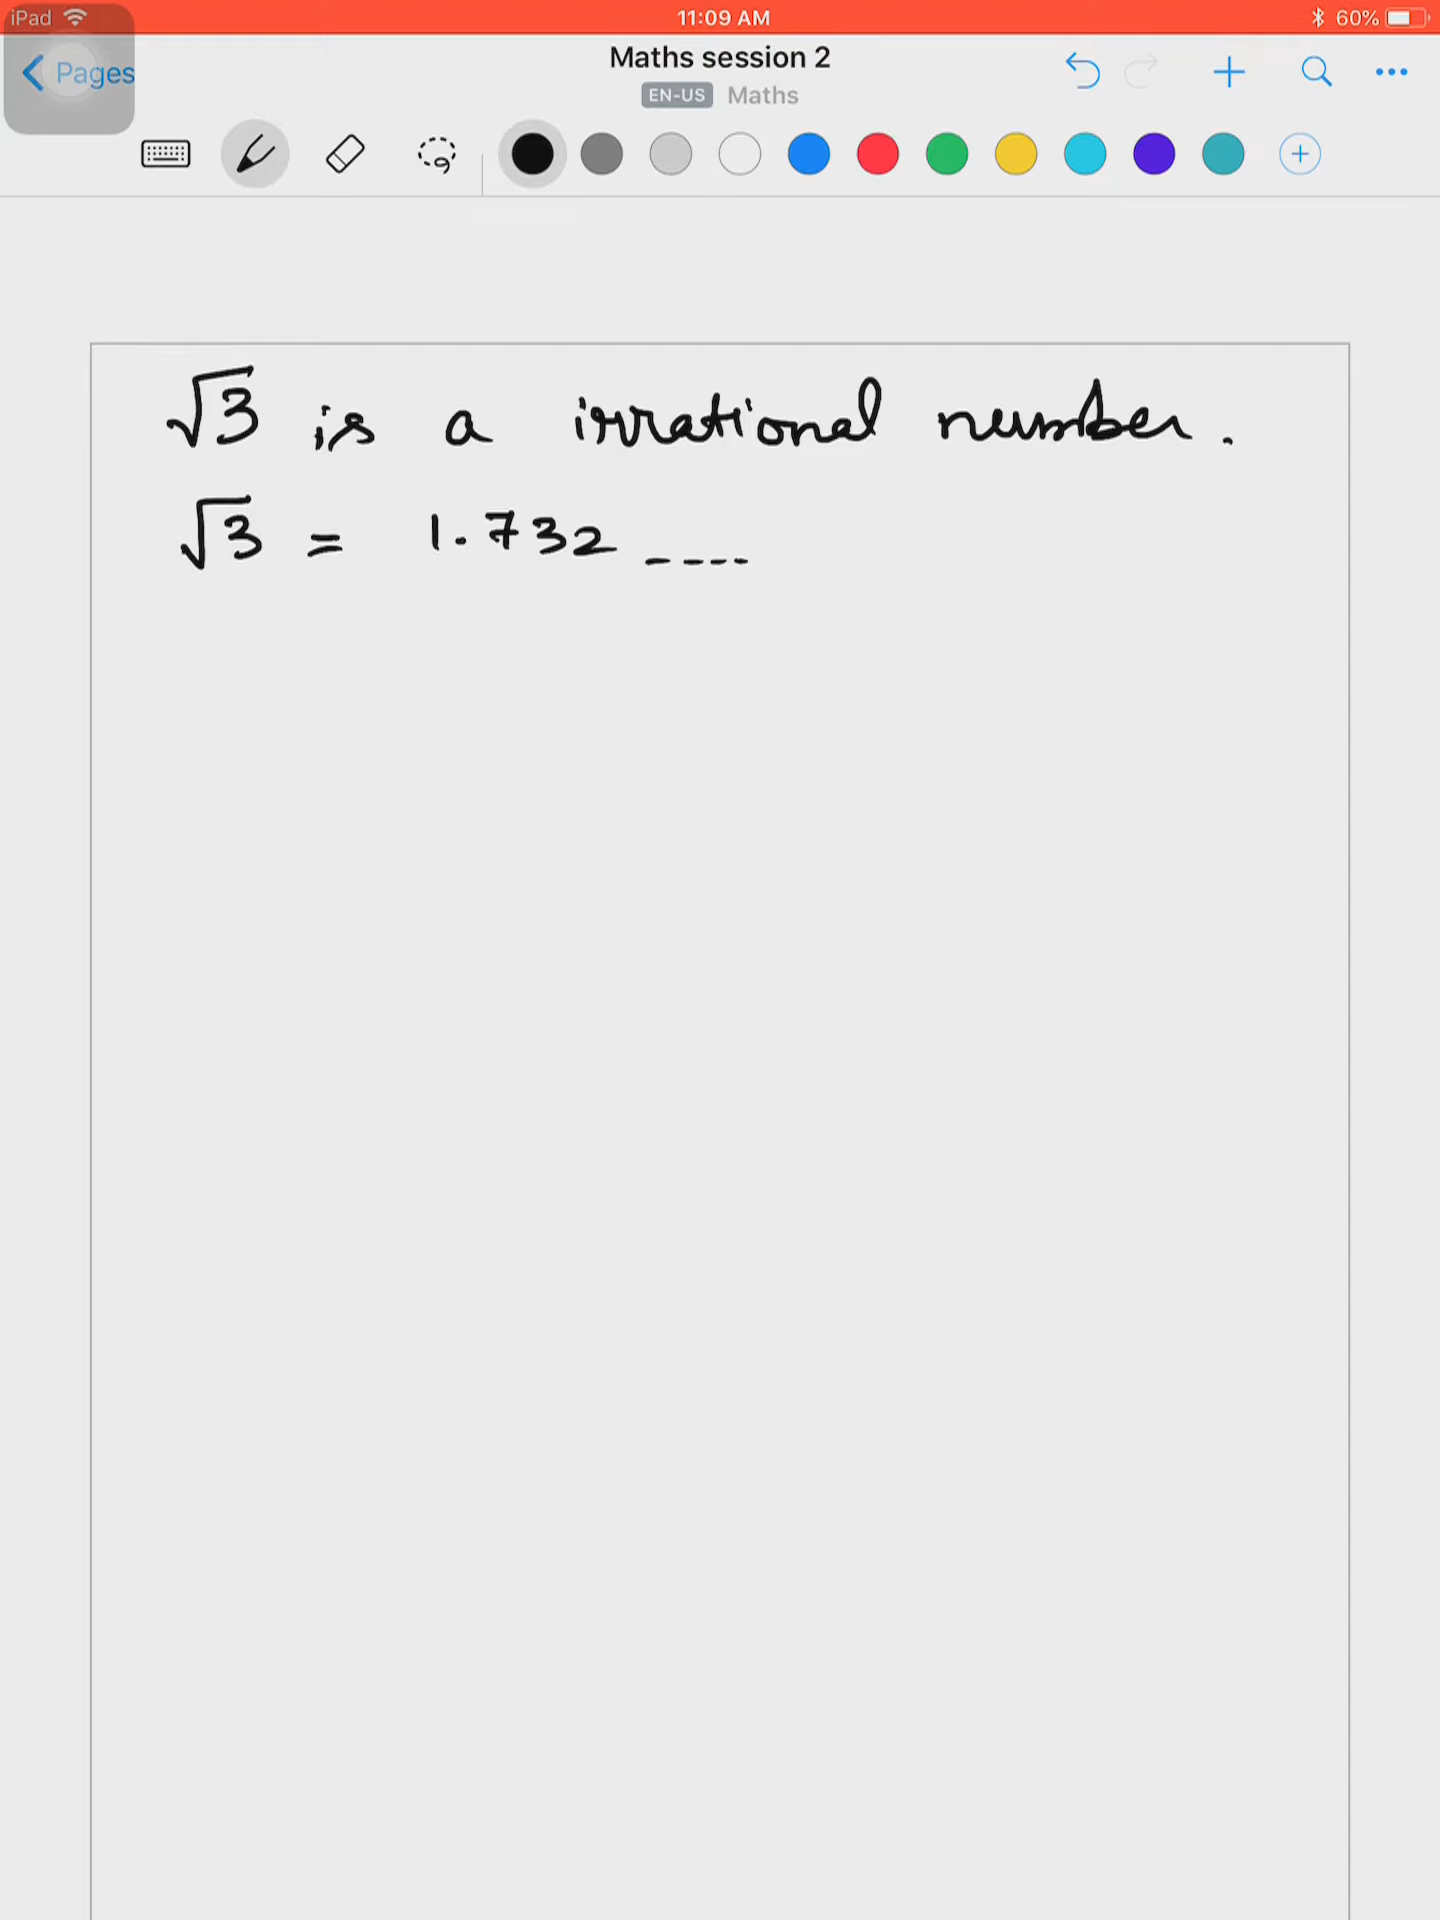 iPad 11:09 AM 60%
Pages Maths session 2
EN-US Maths
√3 is a irrational number.
√3 = 1.732 ----